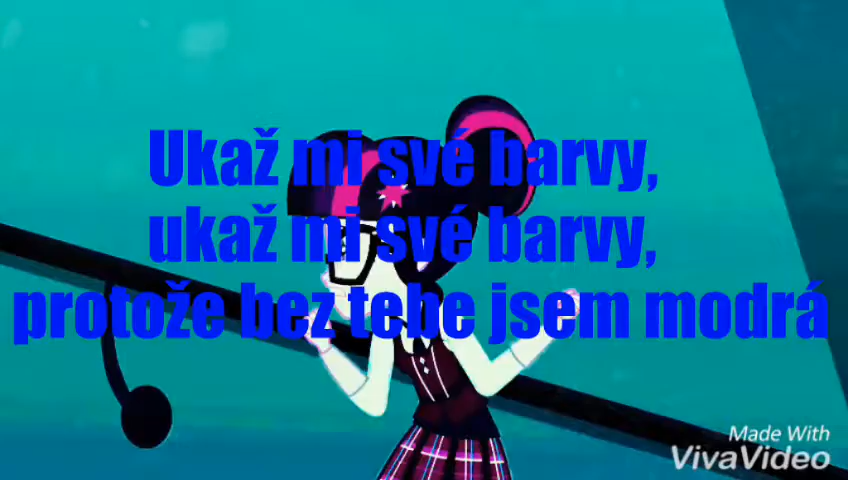 Ukaž mi své barvy,
ukaž mi své barvy,
protože bez tebe jsem modrá
Made With
VivaVideo